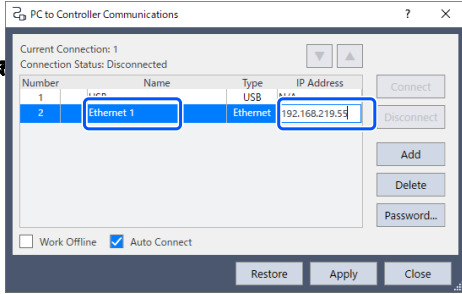 PC to Controller Communications
?
Current Connection: 1
Connection Status: Disconnected
Number Name Type IP Address
1 USB USB N/A
2 Ethernet 1 Ethernet 192.168.219.55
Connect
Disconnect
Add
Delete
Password...
Work Offline Auto Connect
Restore Apply Close